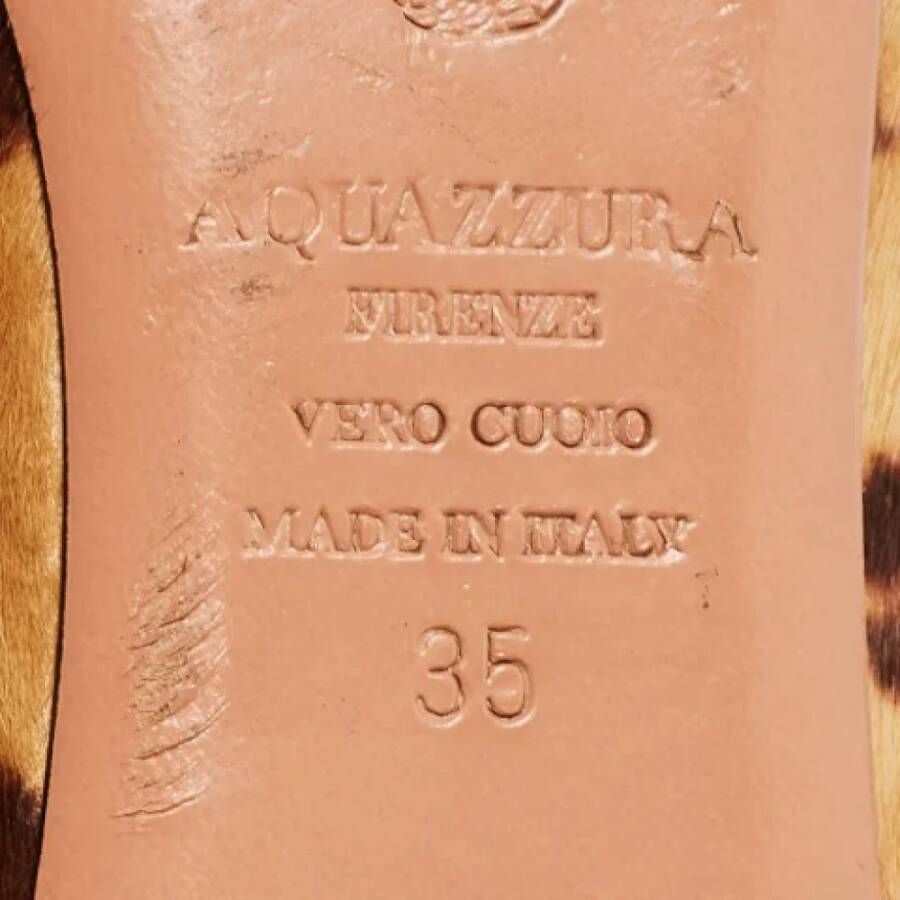 AQUAZZURA
FIRENZE
VERO CUOIO
MADE IN ITALY
35